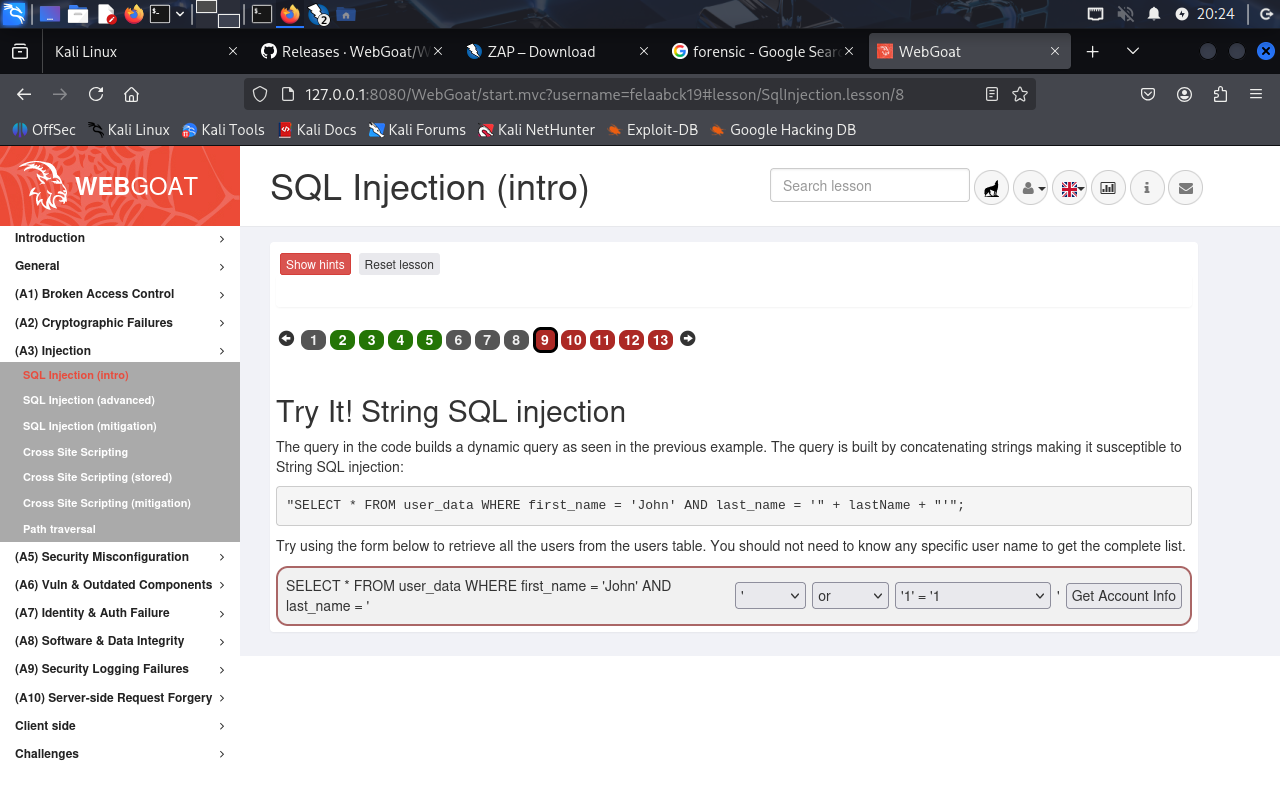 20:24
Kali Linux
Releases · WebGoat/W
ZAP – Download
forensic - Google Sear
WebGoat
127.0.0.1:8080/WebGoat/start.mvc?username=felaabck19#lesson/SqlInjection.lesson/8
OffSec Kali Linux Kali Tools Kali Docs Kali Forums Kali NetHunter Exploit-DB Google Hacking DB
WEBGOAT
SQL Injection (intro)
Search lesson
Introduction
General
(A1) Broken Access Control
(A2) Cryptographic Failures
(A3) Injection
SQL Injection (intro)
SQL Injection (advanced)
SQL Injection (mitigation)
Cross Site Scripting
Cross Site Scripting (stored)
Cross Site Scripting (mitigation)
Path traversal
(A5) Security Misconfiguration
(A6) Vuln & Outdated Components
(A7) Identity & Auth Failure
(A8) Software & Data Integrity
(A9) Security Logging Failures
(A10) Server-side Request Forgery
Client side
Challenges
Show hints Reset lesson
1 2 3 4 5 6 7 8 9 10 11 12 13
Try It! String SQL injection
The query in the code builds a dynamic query as seen in the previous example. The query is built by concatenating strings making it susceptible to
String SQL injection:
"SELECT * FROM user_data WHERE first_name = 'John' AND last_name = '" + lastName + "'";
Try using the form below to retrieve all the users from the users table. You should not need to know any specific user name to get the complete list.
SELECT * FROM user_data WHERE first_name = 'John' AND
last_name = '
' or '1' = '1 ' Get Account Info